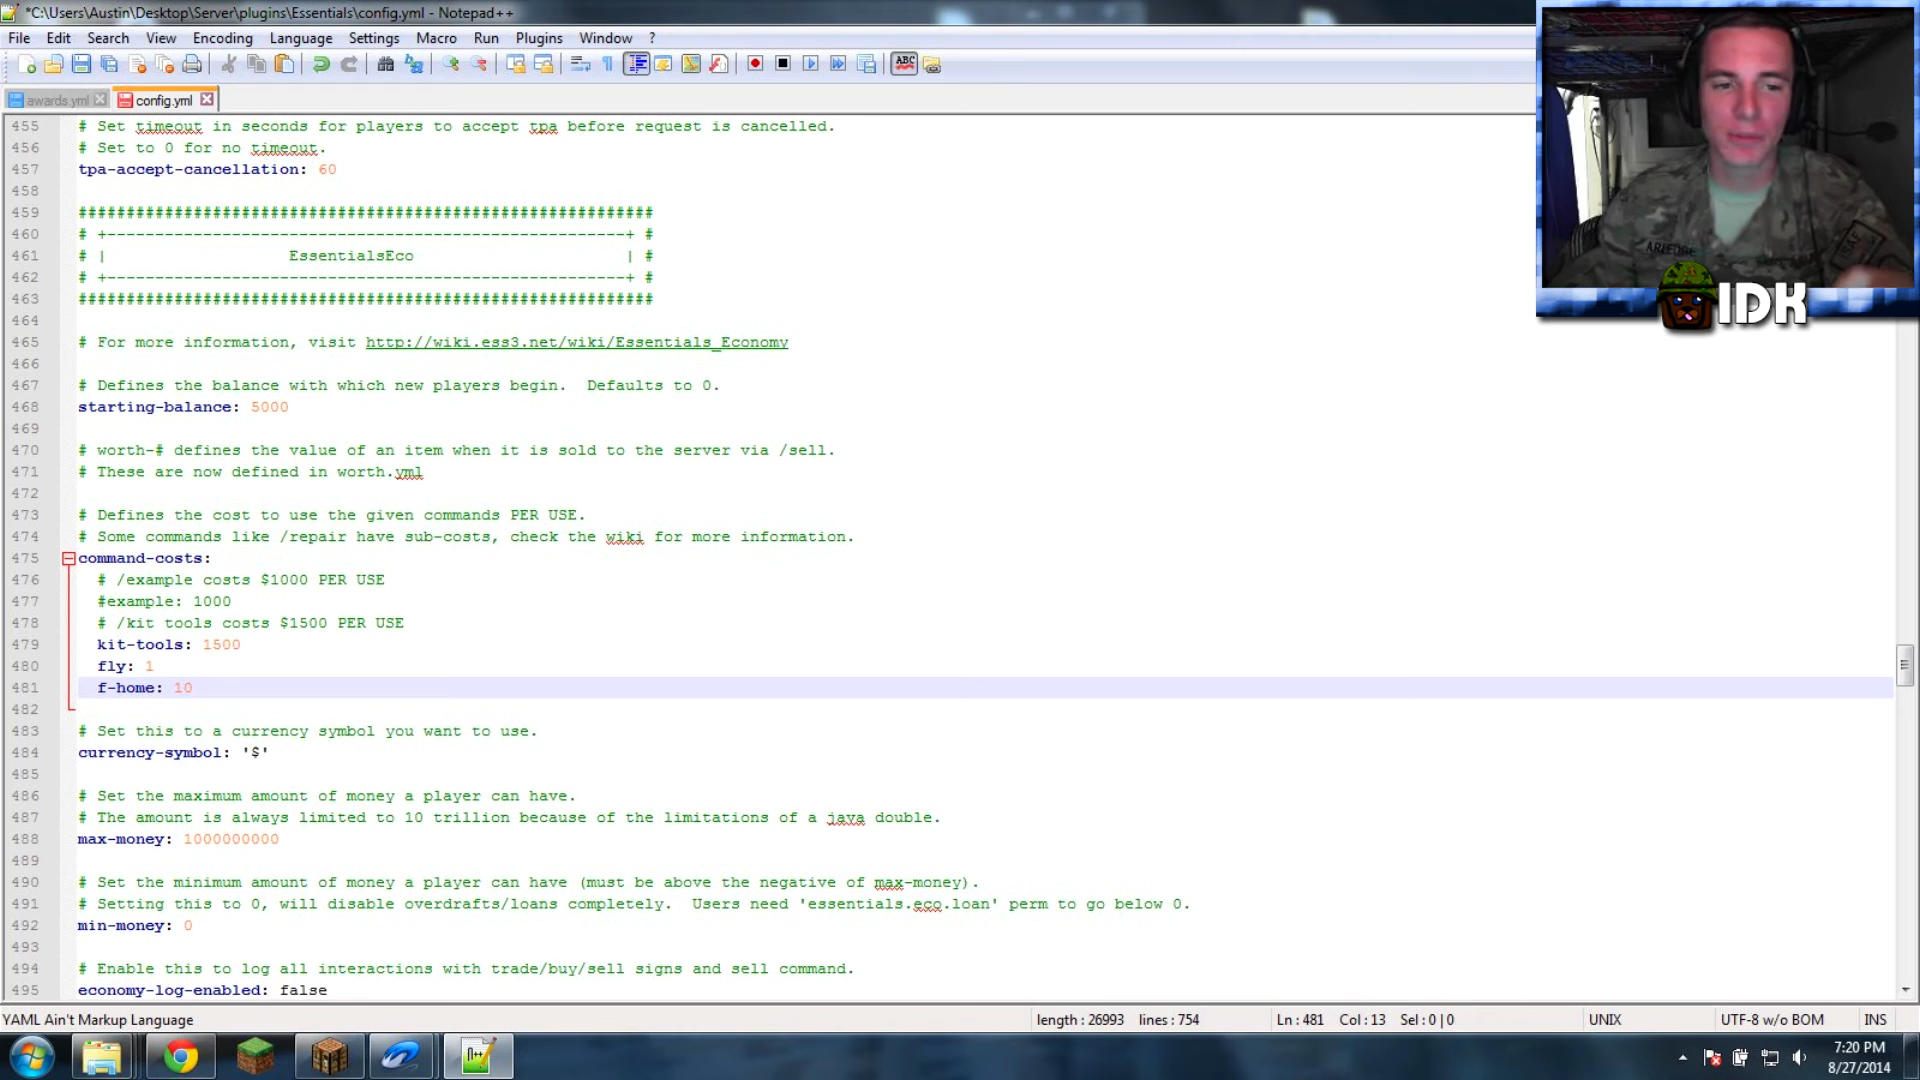 *C:\Users\Austin\Desktop\Server\plugins\Essentials\config.yml - Notepad++
File Edit Search View Encoding Language Settings Macro Run Plugins Window ?
ABC
awards.yml config.yml
455 # Set timeout in seconds for players to accept tpa before request is cancelled.
456 # Set to 0 for no timeout.
457 tpa-accept-cancellation: 60
458
459 ############################################################
460 # +------------------------------------------------------+ #
461 # | EssentialsEco | #
462 # +------------------------------------------------------+ #
463 ############################################################
464
465 # For more information, visit http://wiki.ess3.net/wiki/Essentials_Economy
466
467 # Defines the balance with which new players begin.  Defaults to 0.
468 starting-balance: 5000
469
470 # worth-# defines the value of an item when it is sold to the server via /sell.
471 # These are now defined in worth.yml
472
473 # Defines the cost to use the given commands PER USE.
474 # Some commands like /repair have sub-costs, check the wiki for more information.
475 command-costs:
476 # /example costs $1000 PER USE
477 #example: 1000
478 # /kit tools costs $1500 PER USE
479 kit-tools: 1500
480 fly: 1
481 f-home: 10
482
483 # Set this to a currency symbol you want to use.
484 currency-symbol: '$'
485
486 # Set the maximum amount of money a player can have.
487 # The amount is always limited to 10 trillion because of the limitations of a java double.
488 max-money: 1000000000
489
490 # Set the minimum amount of money a player can have (must be above the negative of max-money).
491 # Setting this to 0, will disable overdrafts/loans completely.  Users need 'essentials.eco.loan' perm to go below 0.
492 min-money: 0
493
494 # Enable this to log all interactions with trade/buy/sell signs and sell command.
495 economy-log-enabled: false
IDK
YAML Ain't Markup Language length : 26993 lines : 754 Ln : 481 Col : 13 Sel : 0 | 0 UNIX UTF-8 w/o BOM INS
7:20 PM
8/27/2014